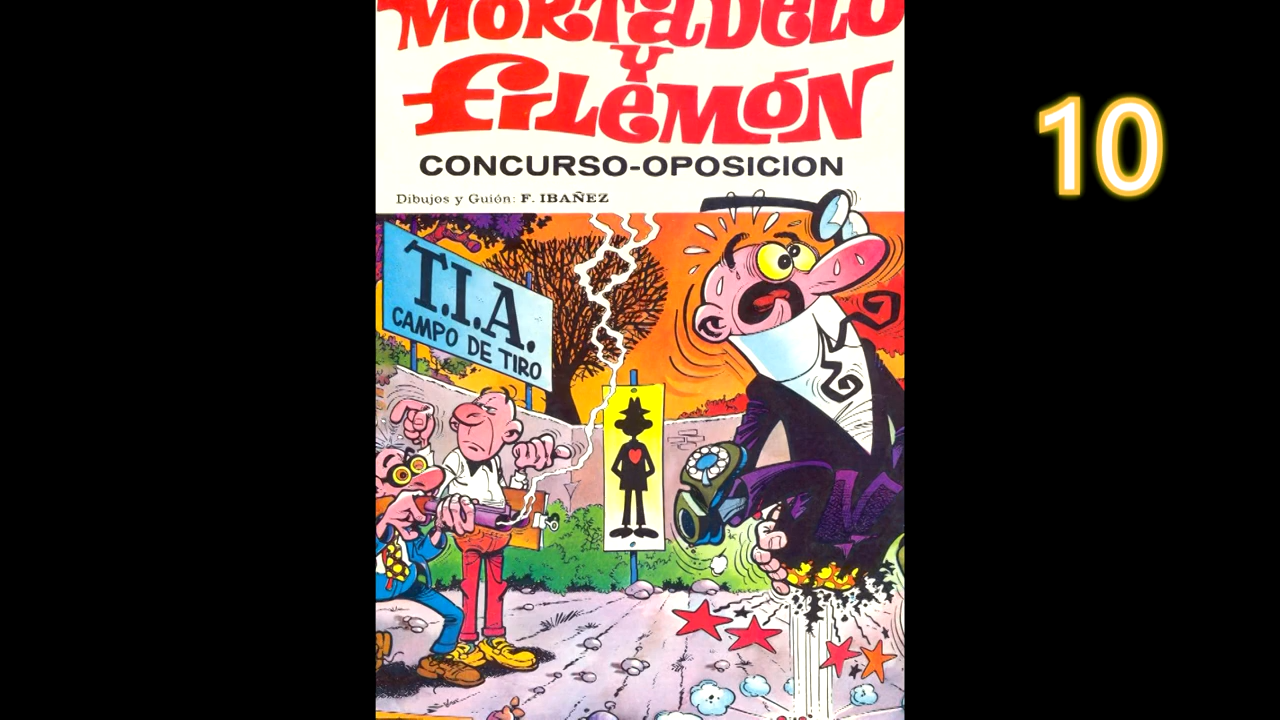 MORTADELO
Y
FILEMÓN
CONCURSO-OPOSICION
Dibujos y Guión: F. IBAÑEZ
10
T.I.A.
CAMPO DE TIRO